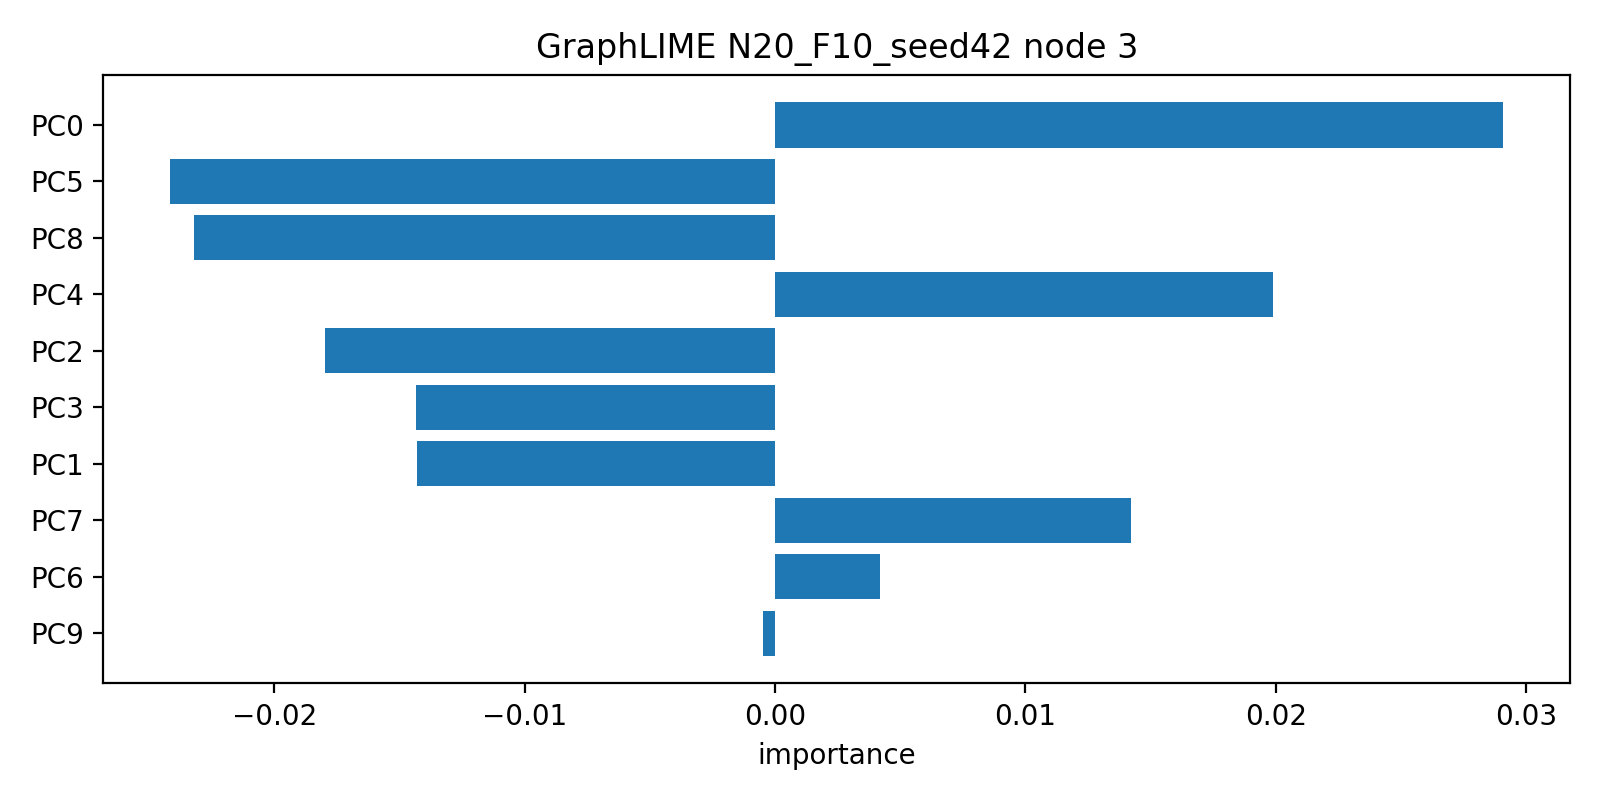 GraphLIME N20_F10_seed42 node 3
PC0
PC5
PC8
PC4
PC2
PC3
PC1
PC7
PC6
PC9
−0.02 −0.01 0.00 0.01 0.02 0.03
importance